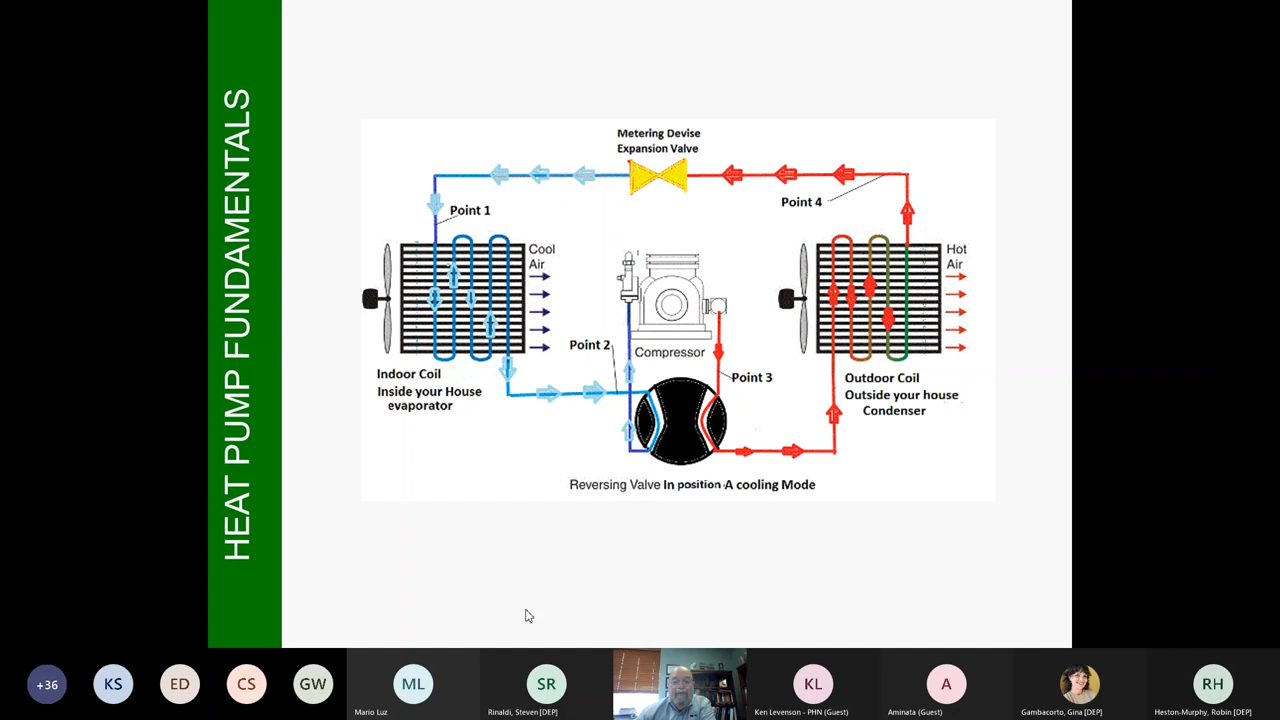 HEAT PUMP FUNDAMENTALS
Metering Devise
Expansion Valve
Point 1
Point 4
Cool
Air
Hot
Air
Point 2
Compressor
Point 3
Indoor Coil
Inside your House
evaporator
Outdoor Coil
Outside your house
Condenser
Reversing Valve In position A cooling Mode
+36
KS
ED
CS
GW
ML
Mario Luz
SR
Rinaldi, Steven [DEP]
KL
Ken Levenson - PHN (Guest)
A
Aminata (Guest)
Gambacorto, Gina [DEP]
RH
Heston-Murphy, Robin [DEP]